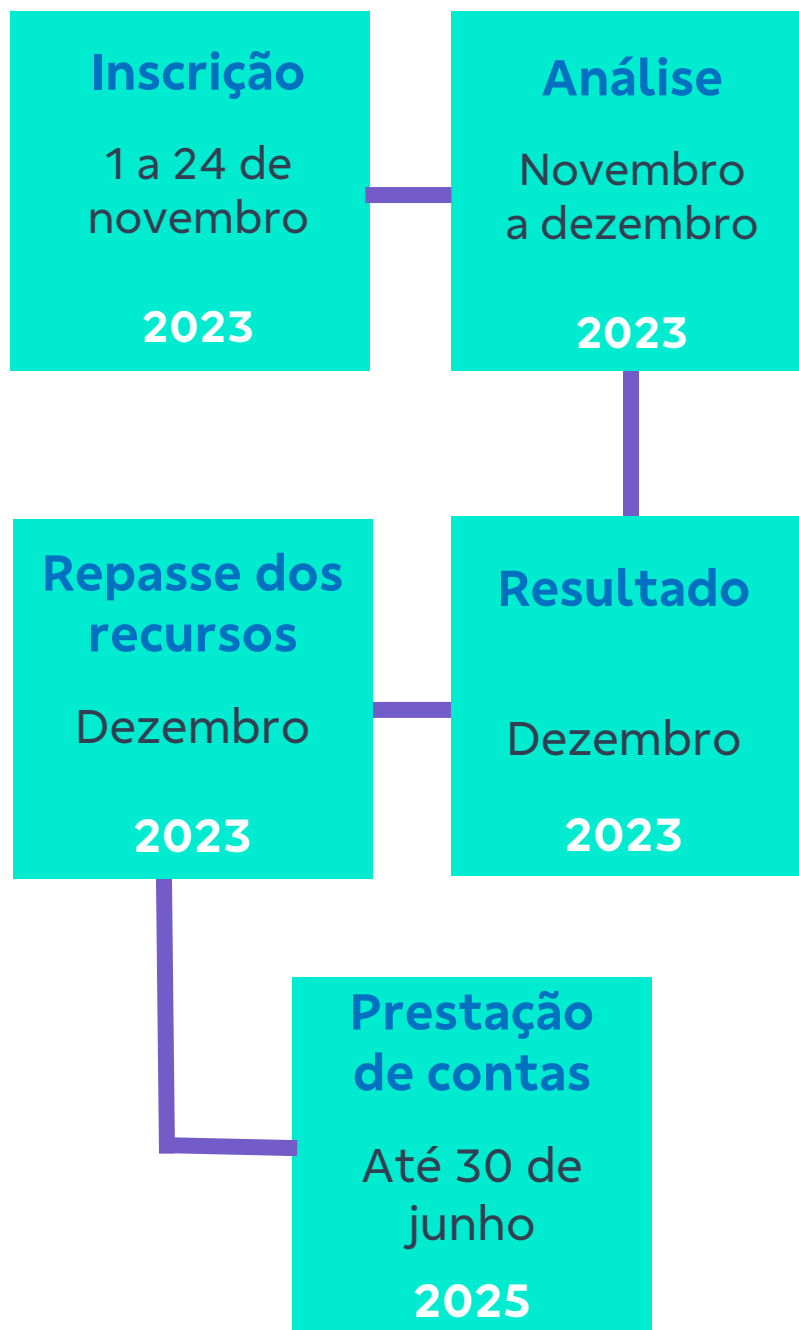 Inscrição
1 a 24 de
novembro
2023
Análise
Novembro
a dezembro
2023
Resultado
Dezembro
2023
Repasse dos
recursos
Dezembro
2023
Prestação
de contas
Até 30 de
junho
2025